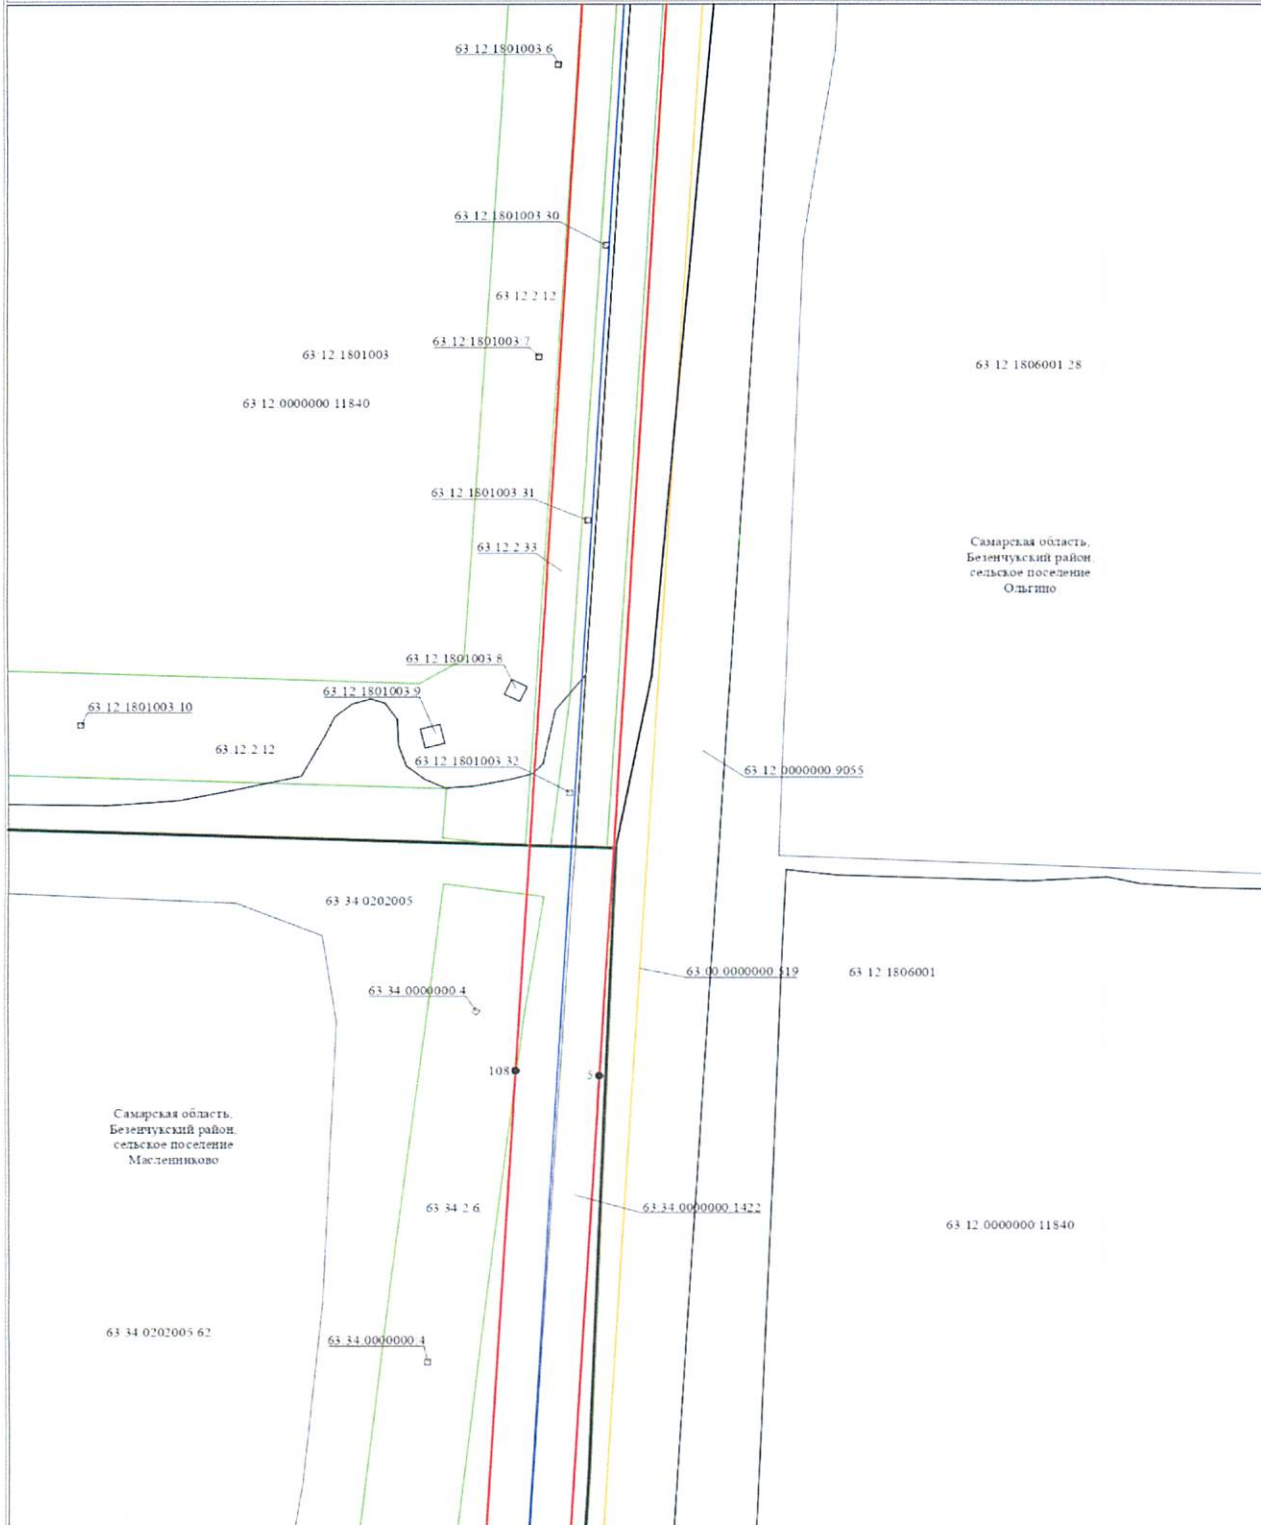 63 12 1801003 6
63 12 1801003 30
63 12 2 12
63 12 1801003 7
63 12 1801003
63 12 1806001 28
63 12 0000000 11840
63 12 1801003 31
Самарская область,
Безенчукский район,
сельское поселение
Ольгино
63 12 2 33
63 12 1801003 8
63 12 1801003 9
63 12 1801003 10
63 12 2 12
63 12 1801003 32
63 12 0000000 9055
63 34 0202005
63 00 0000000 519
63 12 1806001
63 34 0000000 4
108
5
Самарская область,
Безенчукский район,
сельское поселение
Масленниково
63 34 2 6
63 34 0000000 1422
63 12 0000000 11840
63 34 0202005 62
63 34 0000000 4